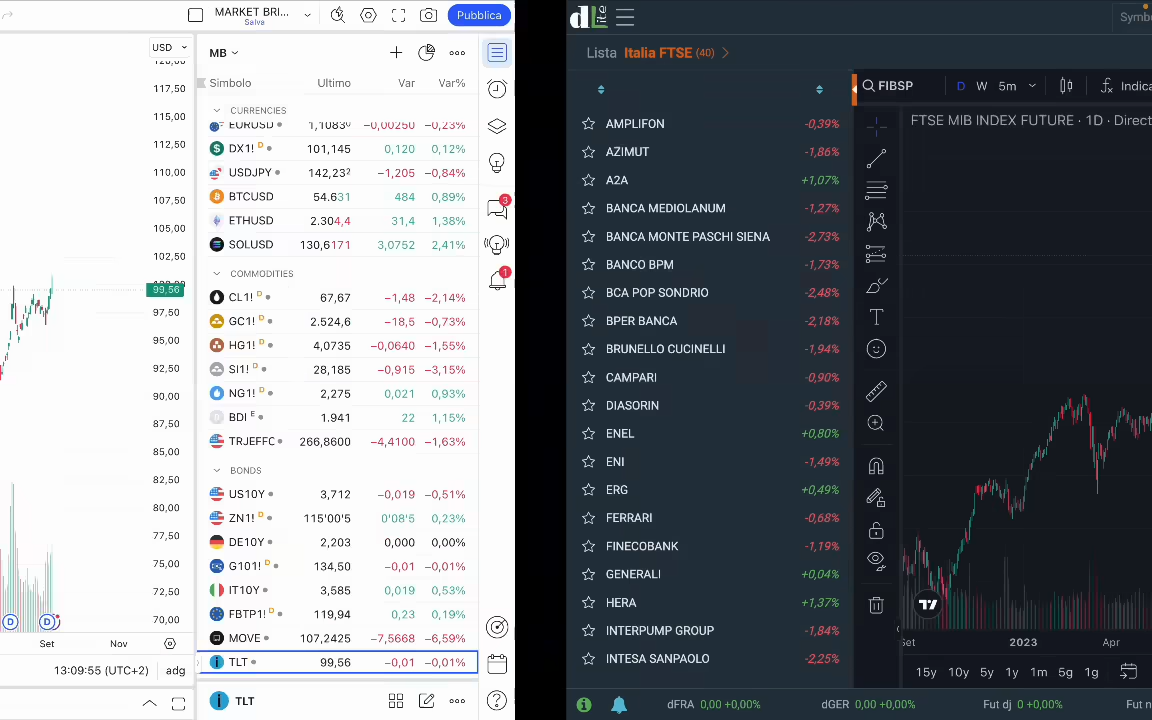 MARKET BRI...
Salva
Pubblica
USD
MB
Simbolo Ultimo Var Var%
CURRENCIES
EURUSD 1,1083⁰ −0,00250 −0,23%
DX1! D 101,145 0,120 0,12%
USDJPY 142,23² −1,205 −0,84%
BTCUSD 54.631 484 0,89%
ETHUSD 2.304,4 31,4 1,38%
SOLUSD 130,6171 3,0752 2,41%
COMMODITIES
CL1! D 67,67 −1,48 −2,14%
GC1! D 2.524,6 −18,5 −0,73%
HG1! D 4,0735 −0,0640 −1,55%
SI1! D 28,185 −0,915 −3,15%
NG1! D 2,275 0,021 0,93%
BDI E 1.941 22 1,15%
TRJEFFC 266,8600 −4,4100 −1,63%
BONDS
US10Y 3,712 −0,019 −0,51%
ZN1! D 115'00'5 0'08'5 0,23%
DE10Y 2,203 0,000 0,00%
G101! D 134,50 −0,01 −0,01%
IT10Y 3,585 0,019 0,53%
FBTP1! D 119,94 0,23 0,19%
MOVE 107,2425 −7,5668 −6,59%
TLT 99,56 −0,01 −0,01%
TLT
117,50
115,00
112,50
110,00
107,50
105,00
102,50
99,56
97,50
95,00
92,50
90,00
87,50
85,00
82,50
80,00
77,50
75,00
72,50
70,00
D D
Set Nov
13:09:55 (UTC+2) adg
3
1
dLite
Lista Italia FTSE (40)
AMPLIFON -0,39%
AZIMUT -1,86%
A2A +1,07%
BANCA MEDIOLANUM -1,27%
BANCA MONTE PASCHI SIENA -2,73%
BANCO BPM -1,73%
BCA POP SONDRIO -2,48%
BPER BANCA -2,18%
BRUNELLO CUCINELLI -1,94%
CAMPARI -0,90%
DIASORIN -0,39%
ENEL +0,80%
ENI -1,49%
ERG +0,49%
FERRARI -0,68%
FINECOBANK -1,19%
GENERALI +0,04%
HERA +1,37%
INTERPUMP GROUP -1,84%
INTESA SANPAOLO -2,25%
Symbo
FIBSP D W 5m Indica
FTSE MIB INDEX FUTURE · 1D · Direct
Set 2023 Apr
15y 10y 5y 1y 1m 5g 1g
dFRA 0,00 +0,00% dGER 0,00 +0,00% Fut dj 0 +0,00% Fut n